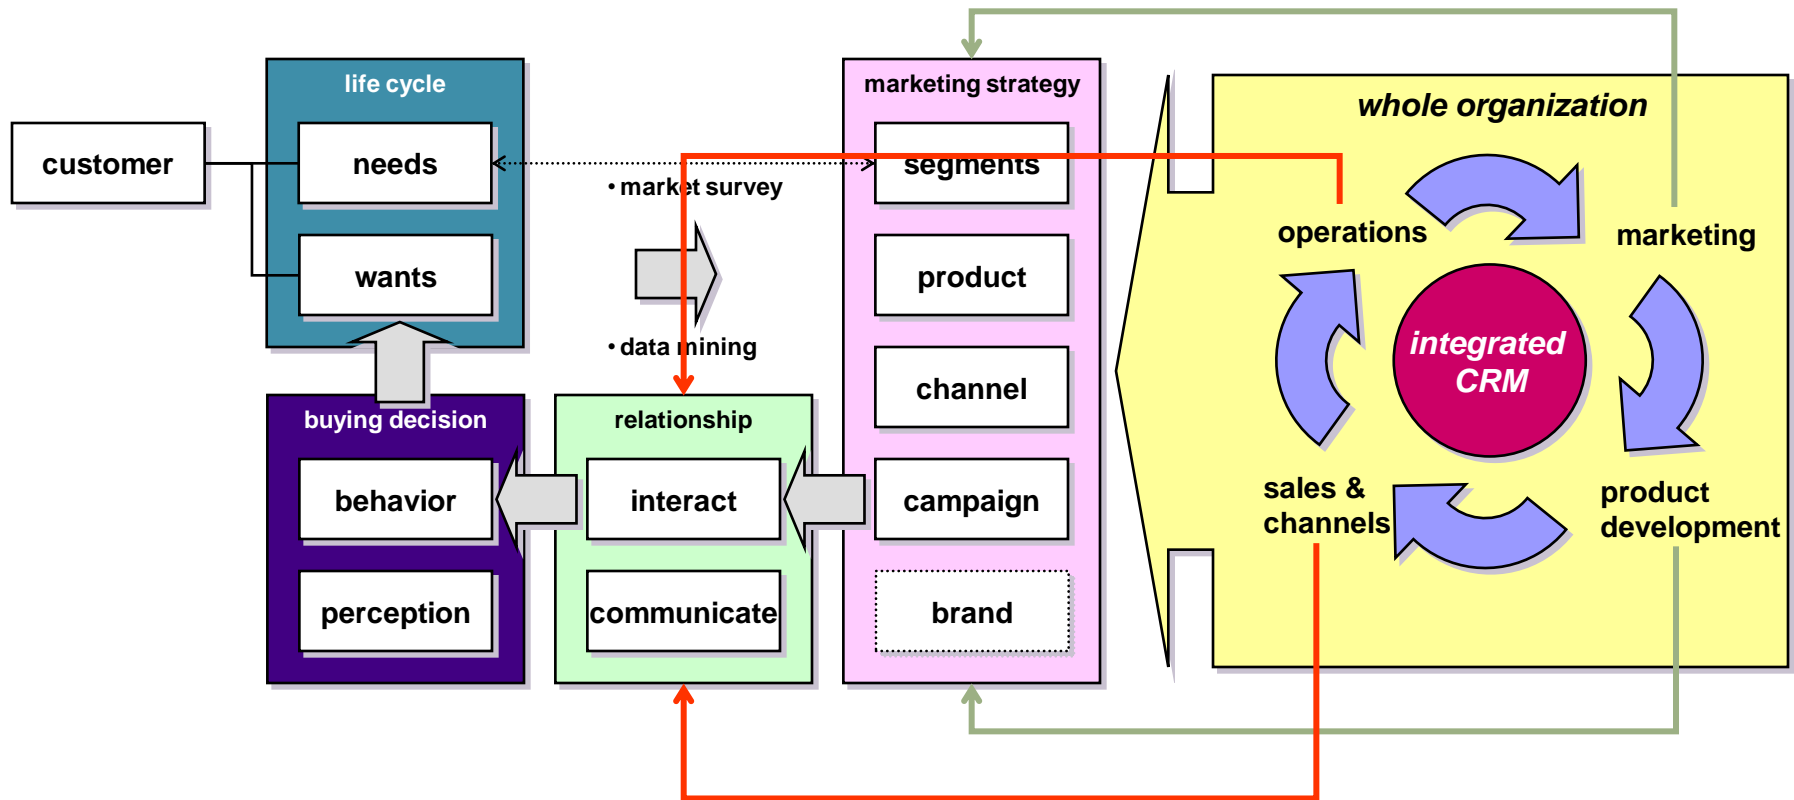 life cycle
marketing strategy
whole organization
customer
needs
segments
• market survey
operations
marketing
wants
product
• data mining
integrated
CRM
channel
buying decision
relationship
behavior
interact
campaign
sales &
channels
product
development
perception
communicate
brand